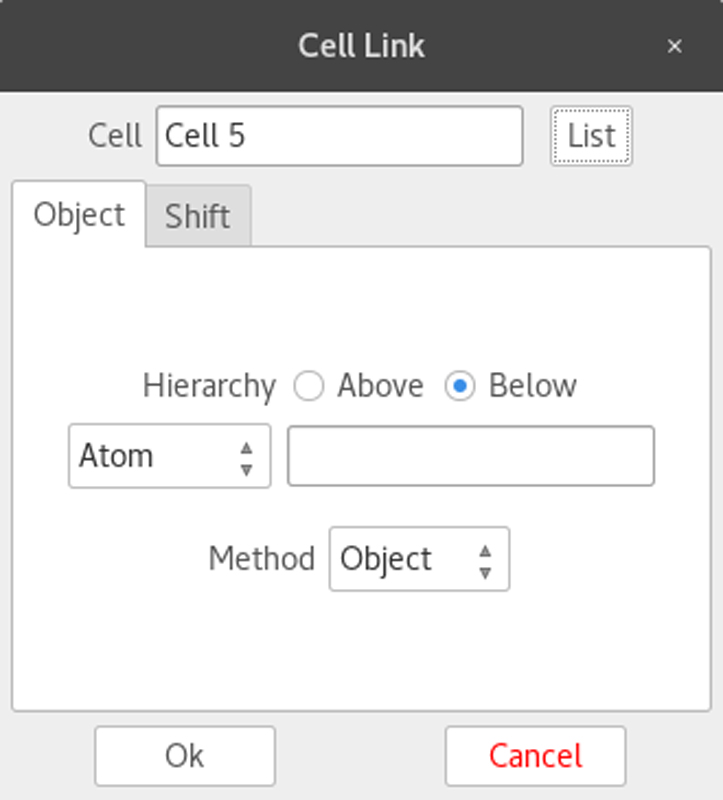 Cell Link ×
Cell Cell 5 List
Object Shift
Hierarchy Above Below
Atom
Method Object
Ok Cancel